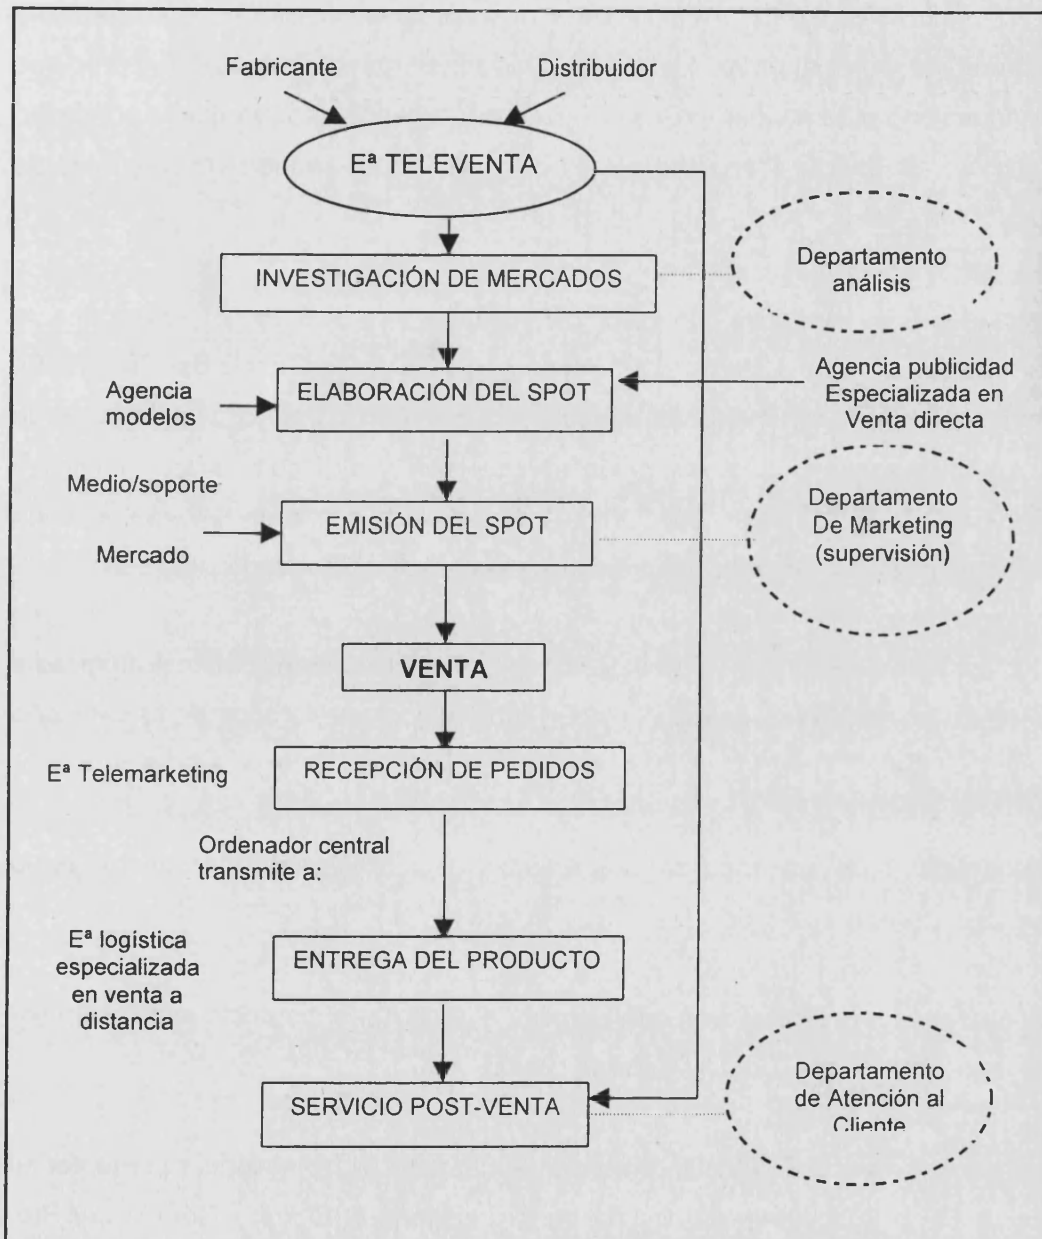 Fabricante
Distribuidor
Eª TELEVENTA
INVESTIGACIÓN DE MERCADOS
Departamento
análisis
Agencia
modelos
ELABORACIÓN DEL SPOT
Agencia publicidad
Especializada en
Venta directa
Medio/soporte
Mercado
EMISIÓN DEL SPOT
Departamento
De Marketing
(supervisión)
VENTA
Eª Telemarketing
RECEPCIÓN DE PEDIDOS
Ordenador central
transmite a:
Eª logística
especializada
en venta a
distancia
ENTREGA DEL PRODUCTO
SERVICIO POST-VENTA
Departamento
de Atención al
Cliente